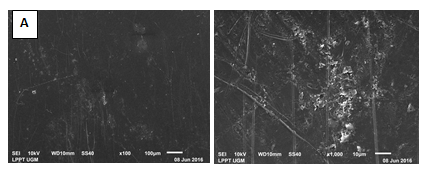 A
SEI 10kV WD10mm SS40 x100 100µm
LPPT UGM 08 Jun 2016
SEI 10kV WD10mm SS40 x1,000 10µm
LPPT UGM 08 Jun 2016